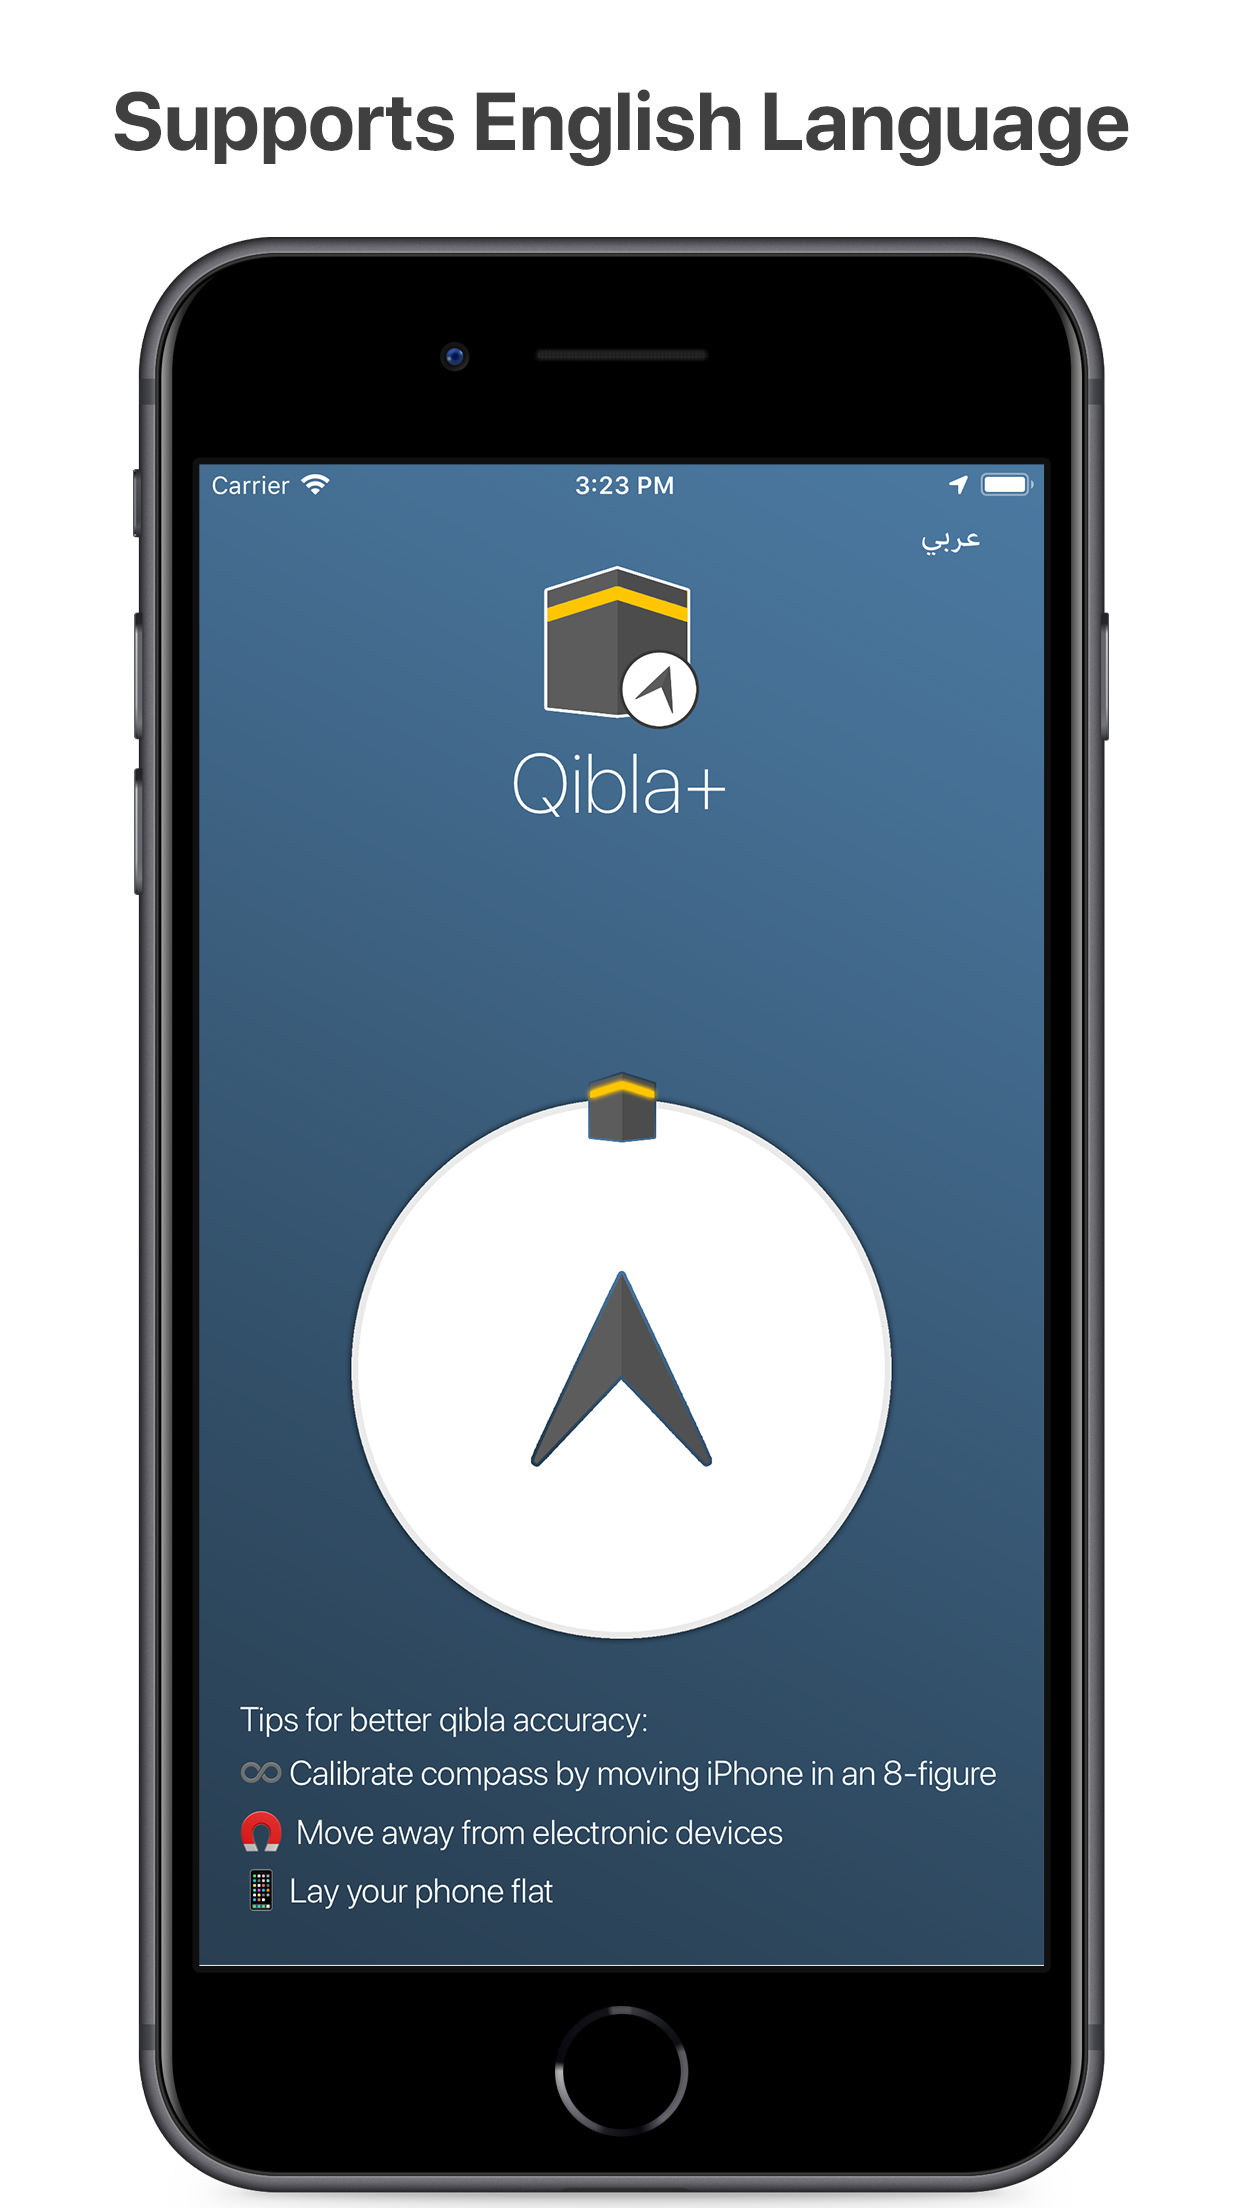 Supports English Language
Carrier 3:23 PM
عربي
Qibla+
Tips for better qibla accuracy:
♾ Calibrate compass by moving iPhone in an 8-figure
🧲 Move away from electronic devices
📱 Lay your phone flat